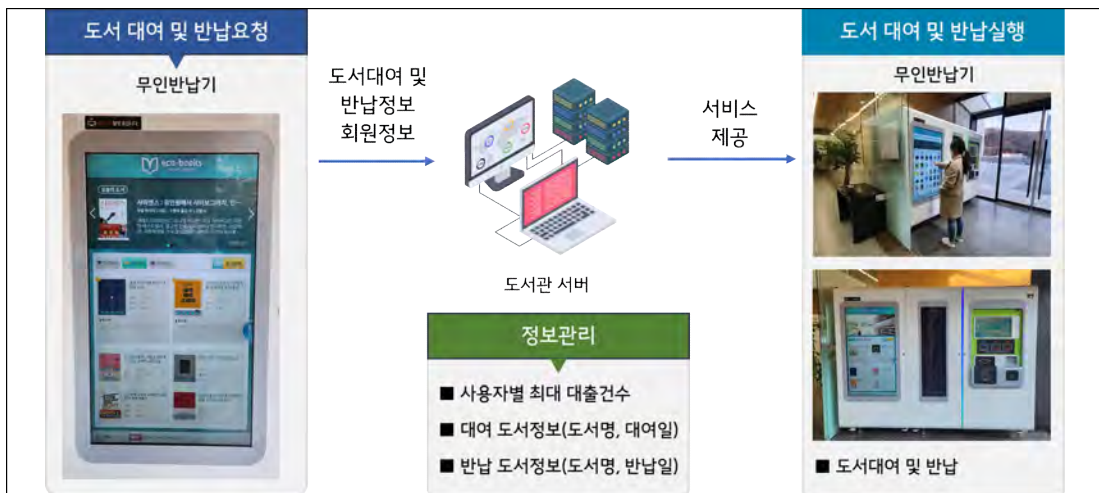 도서 대여 및 반납요청
무인반납기
eco-books
도서대여 및
반납정보
회원정보
도서관 서버
정보관리
■ 사용자별 최대 대출건수
■ 대여 도서정보(도서명, 대여일)
■ 반납 도서정보(도서명, 반납일)
서비스
제공
도서 대여 및 반납실행
무인반납기
■ 도서대여 및 반납